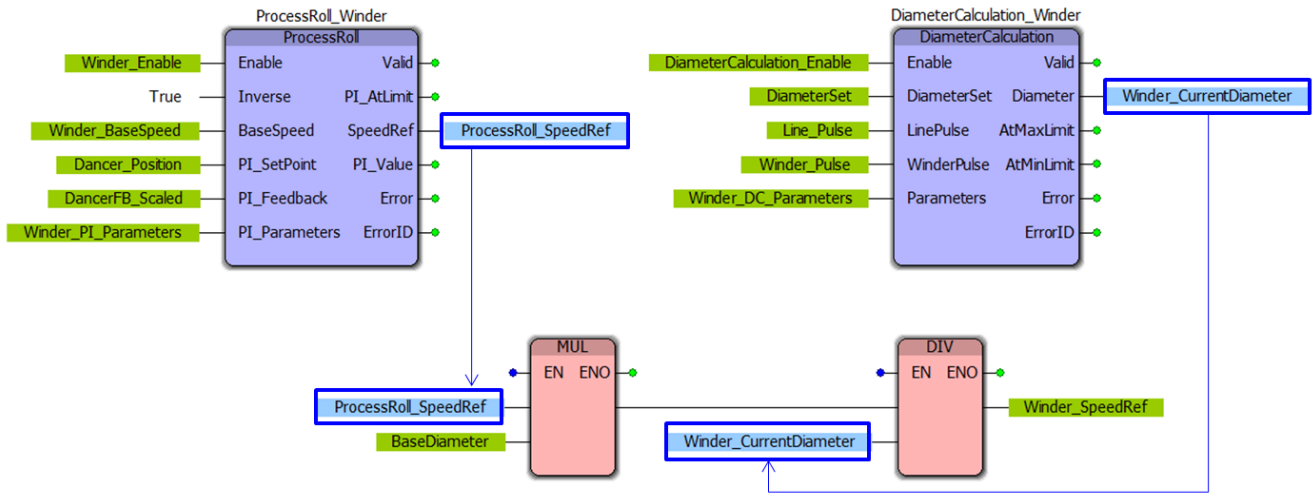 ProcessRoll_Winder
ProcessRoll
Winder_Enable Enable Valid
True Inverse PI_AtLimit
Winder_BaseSpeed BaseSpeed SpeedRef ProcessRoll_SpeedRef
Dancer_Position PI_SetPoint PI_Value
DancerFB_Scaled PI_Feedback Error
Winder_PI_Parameters PI_Parameters ErrorID
DiameterCalculation_Winder
DiameterCalculation
DiameterCalculation_Enable Enable Valid
DiameterSet DiameterSet Diameter Winder_CurrentDiameter
Line_Pulse LinePulse AtMaxLimit
Winder_Pulse WinderPulse AtMinLimit
Winder_DC_Parameters Parameters Error
ErrorID
MUL
EN ENO
ProcessRoll_SpeedRef
BaseDiameter
DIV
EN ENO
Winder_SpeedRef
Winder_CurrentDiameter